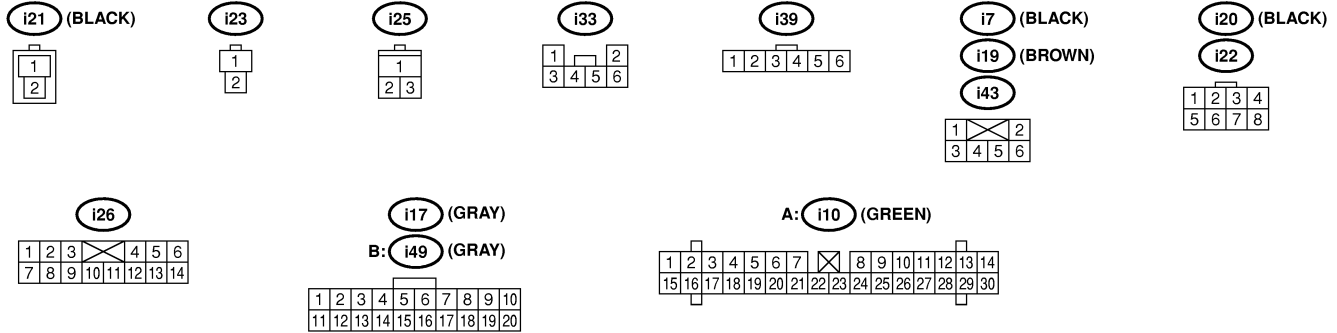 i21 (BLACK)
1
2
i23
1
2
i25
1
2 3
i33
1 2
3 4 5 6
i39
1 2 3 4 5 6
i7 (BLACK)
i19 (BROWN)
i43
1 2
3 4 5 6
i20 (BLACK)
i22
1 2 3 4
5 6 7 8
i26
1 2 3 4 5 6
7 8 9 10 11 12 13 14
i17 (GRAY)
B: i49 (GRAY)
1 2 3 4 5 6 7 8 9 10
11 12 13 14 15 16 17 18 19 20
A: i10 (GREEN)
1 2 3 4 5 6 7 8 9 10 11 12 13 14
15 16 17 18 19 20 21 22 23 24 25 26 27 28 29 30